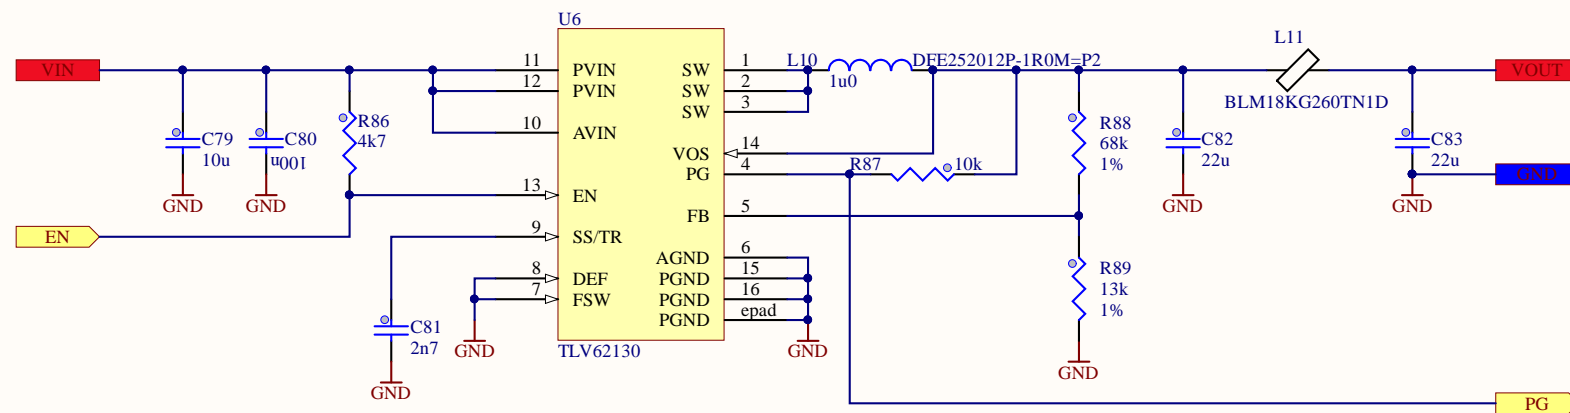 U6
VIN
11
12
10
13
9
8
7
PVIN
PVIN
AVIN
EN
SS/TR
DEF
FSW
SW
SW
SW
VOS
PG
FB
AGND
PGND
PGND
PGND
1
2
3
14
4
5
6
15
16
epad
TLV62130
C79
10u
C80
100n
R86
4k7
GND
GND
EN
C81
2n7
GND
GND
GND
L10
1u0
DFE252012P-1R0M=P2
R87
10k
R88
68k
1%
R89
13k
1%
GND
C82
22u
GND
L11
BLM18KG260TN1D
C83
22u
GND
VOUT
GND
PG